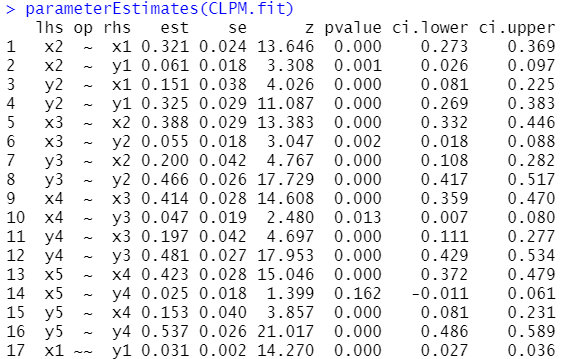 > parameterEstimates(CLPM.fit)
lhs op rhs est se z pvalue ci.lower ci.upper
1 x2 ~ x1 0.321 0.024 13.646 0.000 0.273 0.369
2 x2 ~ y1 0.061 0.018 3.308 0.001 0.026 0.097
3 y2 ~ x1 0.151 0.038 4.026 0.000 0.081 0.225
4 y2 ~ y1 0.325 0.029 11.087 0.000 0.269 0.383
5 x3 ~ x2 0.388 0.029 13.383 0.000 0.332 0.446
6 x3 ~ y2 0.055 0.018 3.047 0.002 0.018 0.088
7 y3 ~ x2 0.200 0.042 4.767 0.000 0.108 0.282
8 y3 ~ y2 0.466 0.026 17.729 0.000 0.417 0.517
9 x4 ~ x3 0.414 0.028 14.608 0.000 0.359 0.470
10 x4 ~ y3 0.047 0.019 2.480 0.013 0.007 0.080
11 y4 ~ x3 0.197 0.042 4.697 0.000 0.111 0.277
12 y4 ~ y3 0.481 0.027 17.953 0.000 0.429 0.534
13 x5 ~ x4 0.423 0.028 15.046 0.000 0.372 0.479
14 x5 ~ y4 0.025 0.018 1.399 0.162 -0.011 0.061
15 y5 ~ x4 0.153 0.040 3.857 0.000 0.081 0.231
16 y5 ~ y4 0.537 0.026 21.017 0.000 0.486 0.589
17 x1 ~~ y1 0.031 0.002 14.270 0.000 0.027 0.036